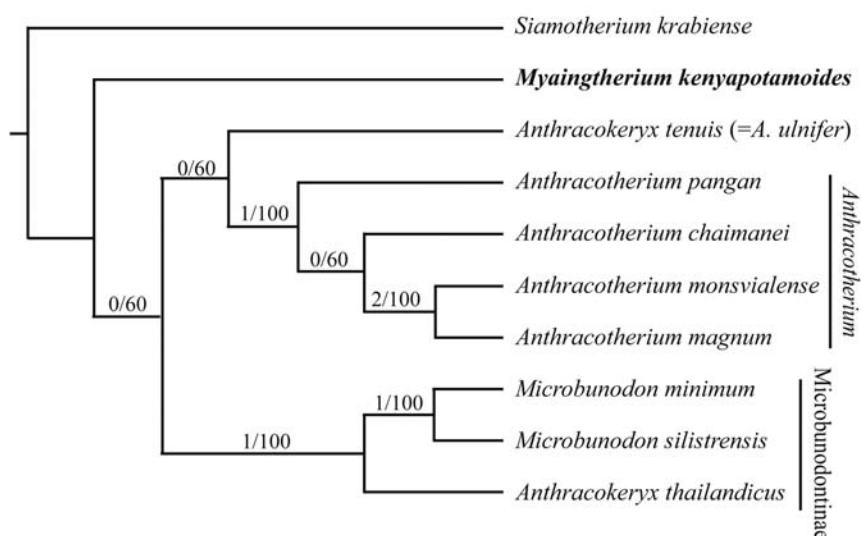 Siamotherium krabiense
Myaingtherium kenyapotamoides
Anthracokeryx tenuis (=A. ulnifer)
0/60
Anthracotherium pangan
1/100
Anthracotherium chaimanei
0/60
Anthracotherium monsvialense
2/100
0/60
Anthracotherium magnum
Anthracotherium
Microbunodon minimum
1/100
Microbunodon silistrensis
1/100
Anthracokeryx thailandicus
Microbunodontinae